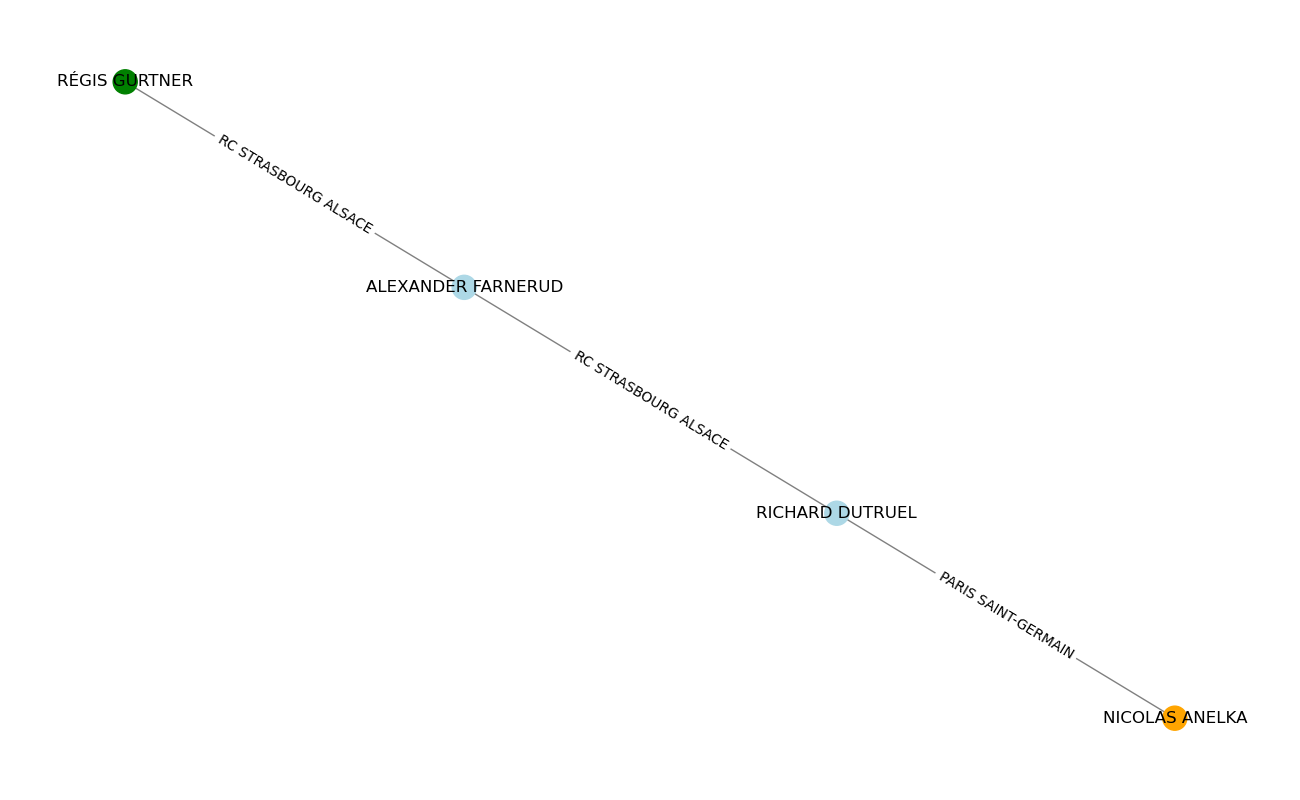 RÉGIS GURTNER
RC STRASBOURG ALSACE
ALEXANDER FARNERUD
RC STRASBOURG ALSACE
RICHARD DUTRUEL
PARIS SAINT-GERMAIN
NICOLAS ANELKA